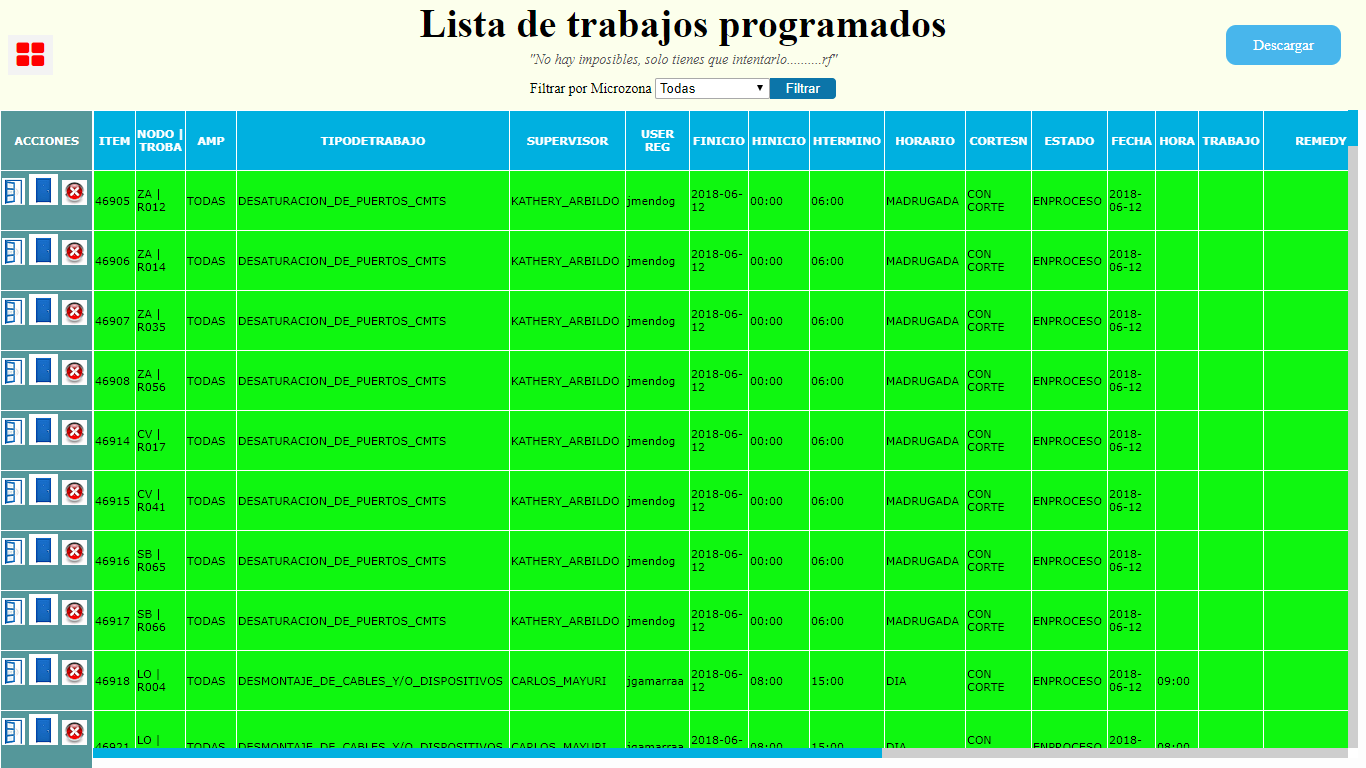 Lista de trabajos programados
"No hay imposibles, solo tienes que intentarlo..........rf"
Descargar
Filtrar por Microzona Todas Filtrar
ACCIONES ITEM NODO | TROBA AMP TIPODETRABAJO SUPERVISOR USER REG FINICIO HINICIO HTERMINO HORARIO CORTESN ESTADO FECHA HORA TRABAJO REMEDY
46905 ZA | R012 TODAS DESATURACION_DE_PUERTOS_CMTS KATHERY_ARBILDO jmendog 2018-06-12 00:00 06:00 MADRUGADA CON CORTE ENPROCESO 2018-06-12
46906 ZA | R014 TODAS DESATURACION_DE_PUERTOS_CMTS KATHERY_ARBILDO jmendog 2018-06-12 00:00 06:00 MADRUGADA CON CORTE ENPROCESO 2018-06-12
46907 ZA | R035 TODAS DESATURACION_DE_PUERTOS_CMTS KATHERY_ARBILDO jmendog 2018-06-12 00:00 06:00 MADRUGADA CON CORTE ENPROCESO 2018-06-12
46908 ZA | R056 TODAS DESATURACION_DE_PUERTOS_CMTS KATHERY_ARBILDO jmendog 2018-06-12 00:00 06:00 MADRUGADA CON CORTE ENPROCESO 2018-06-12
46914 CV | R017 TODAS DESATURACION_DE_PUERTOS_CMTS KATHERY_ARBILDO jmendog 2018-06-12 00:00 06:00 MADRUGADA CON CORTE ENPROCESO 2018-06-12
46915 CV | R041 TODAS DESATURACION_DE_PUERTOS_CMTS KATHERY_ARBILDO jmendog 2018-06-12 00:00 06:00 MADRUGADA CON CORTE ENPROCESO 2018-06-12
46916 SB | R065 TODAS DESATURACION_DE_PUERTOS_CMTS KATHERY_ARBILDO jmendog 2018-06-12 00:00 06:00 MADRUGADA CON CORTE ENPROCESO 2018-06-12
46917 SB | R066 TODAS DESATURACION_DE_PUERTOS_CMTS KATHERY_ARBILDO jmendog 2018-06-12 00:00 06:00 MADRUGADA CON CORTE ENPROCESO 2018-06-12
46918 LO | R004 TODAS DESMONTAJE_DE_CABLES_Y/O_DISPOSITIVOS CARLOS_MAYURI jgamarraa 2018-06-12 08:00 15:00 DIA CON CORTE ENPROCESO 2018-06-12 09:00
46921 LO | TODAS DESMONTAJE_DE_CABLES_Y/O_DISPOSITIVOS CARLOS_MAYURI jgamarraa 2018-06- 08:00 15:00 DIA CON ENPROCESO 2018- 08:00